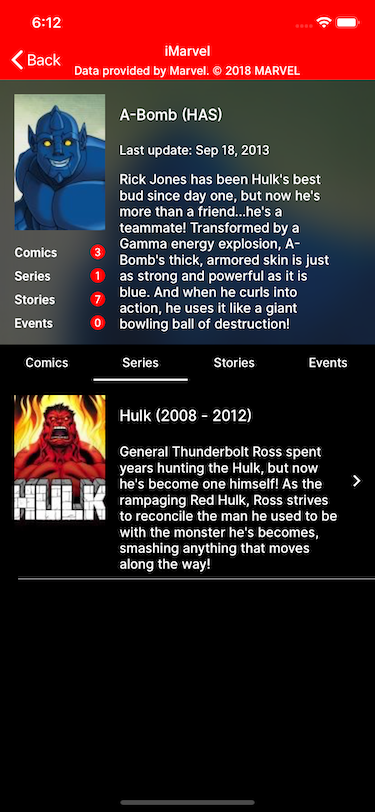 6:12
Back
iMarvel
Data provided by Marvel. © 2018 MARVEL
A-Bomb (HAS)
Last update: Sep 18, 2013
Rick Jones has been Hulk's best
bud since day one, but now he's
more than a friend...he's a
teammate! Transformed by a
Gamma energy explosion, A-
Bomb's thick, armored skin is just
as strong and powerful as it is
blue. And when he curls into
action, he uses it like a giant
bowling ball of destruction!
Comics 3
Series 1
Stories 7
Events 0
Comics Series Stories Events
HULK
Hulk (2008 - 2012)
General Thunderbolt Ross spent
years hunting the Hulk, but now
he's become one himself! As the
rampaging Red Hulk, Ross strives
to reconcile the man he used to be
with the monster he's becomes,
smashing anything that moves
along the way!